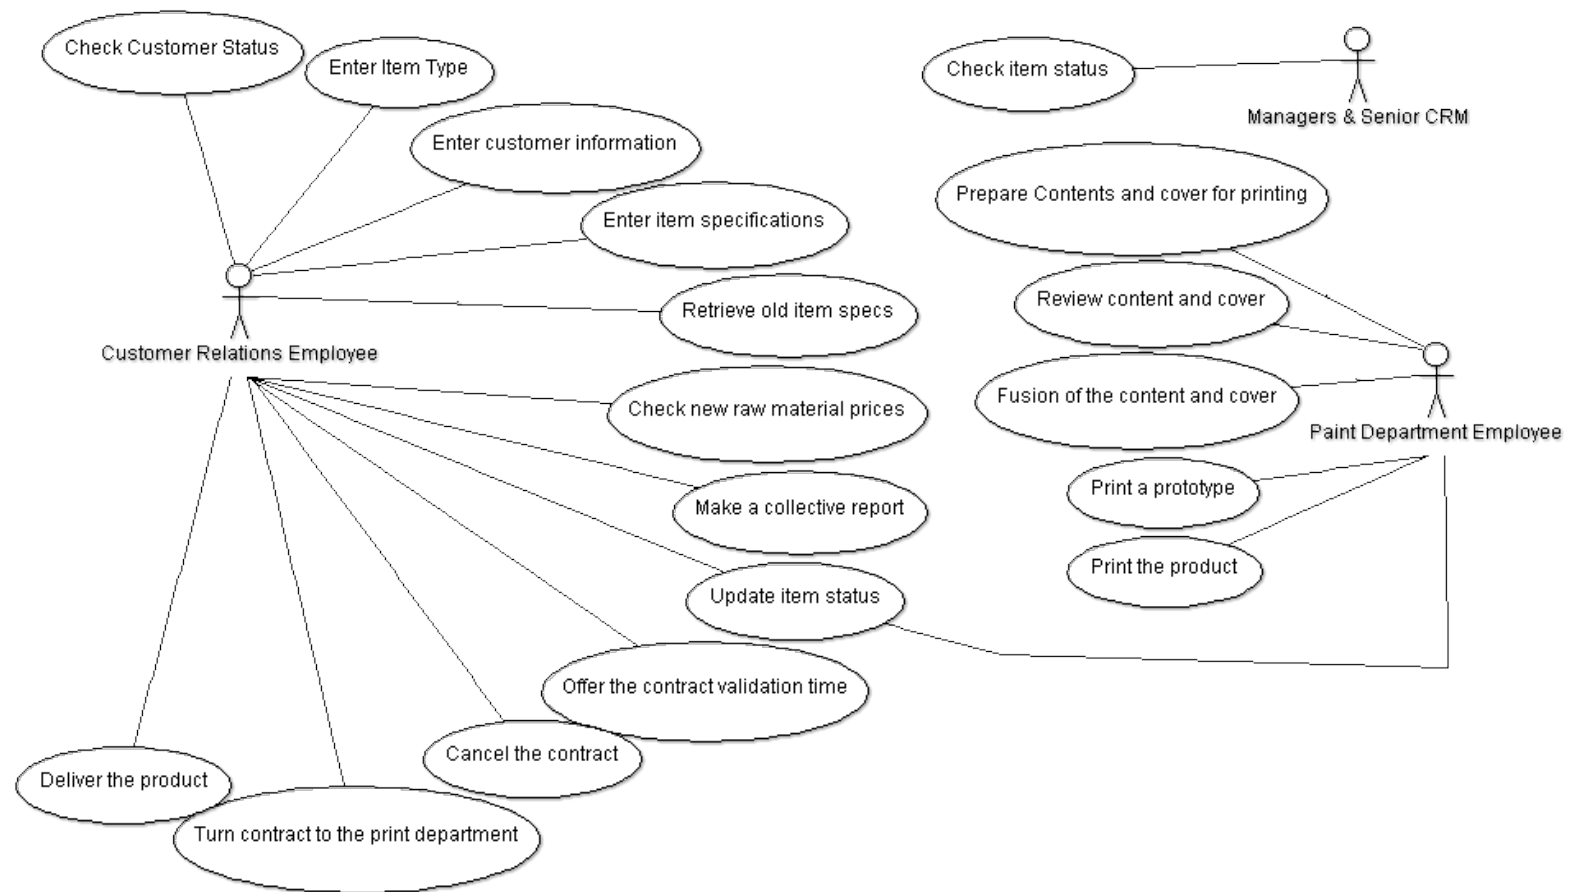 Check Customer Status
Enter Item Type
Check item status
Managers & Senior CRM
Enter customer information
Prepare Contents and cover for printing
Enter item specifications
Review content and cover
Retrieve old item specs
Customer Relations Employee
Fusion of the content and cover
Check new raw material prices
Paint Department Employee
Print a prototype
Make a collective report
Print the product
Update item status
Offer the contract validation time
Cancel the contract
Deliver the product
Turn contract to the print department